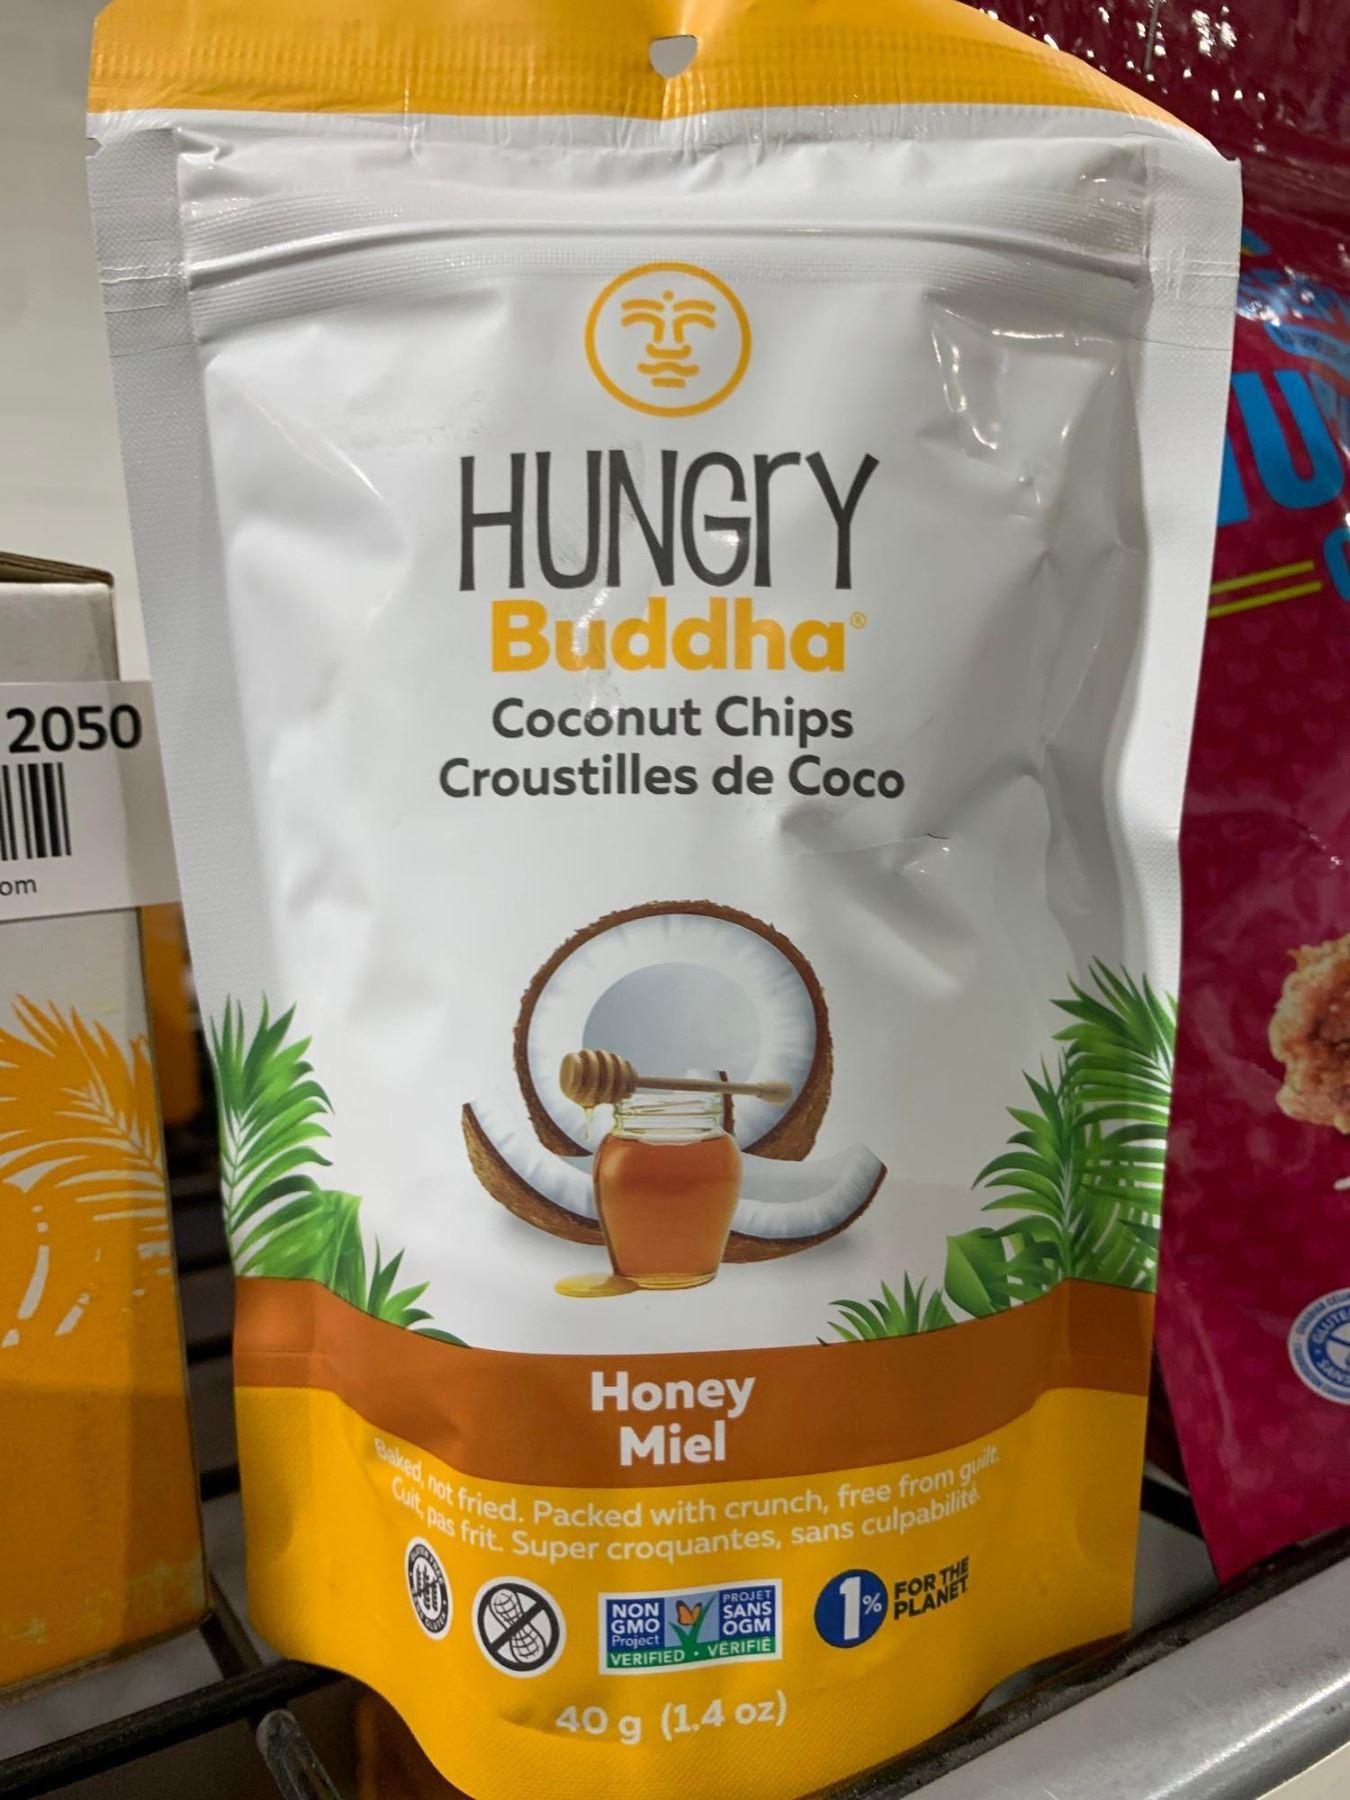 HUNGrY
Buddha®
Coconut Chips
Croustilles de Coco
Honey
Miel
Baked, not fried. Packed with crunch, free from guilt.
Cuit, pas frit. Super croquantes, sans culpabilité.
NON
GMO
Project
PROJET
SANS
OGM
VERIFIED • VÉRIFIÉ
1%
FOR THE
PLANET
40 g (1.4 oz)
2050
om